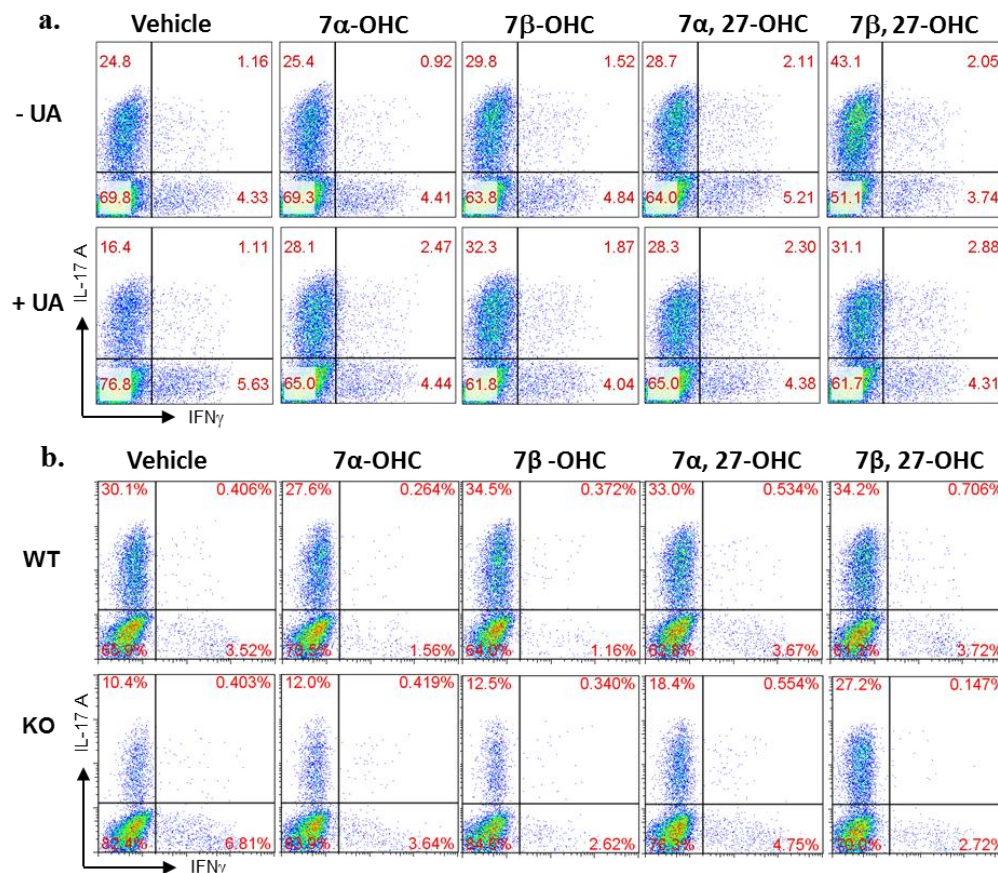 a.
Vehicle 7α-OHC 7β-OHC 7α, 27-OHC 7β, 27-OHC
24.8 1.16 25.4 0.92 29.8 1.52 28.7 2.11 43.1 2.05
- UA
69.8 4.33 69.3 4.41 63.8 4.84 64.0 5.21 51.1 3.74
16.4 1.11 28.1 2.47 32.3 1.87 28.3 2.30 31.1 2.88
+ UA
IL-17 A
76.8 5.63 65.0 4.44 61.8 4.04 65.0 4.38 61.7 4.31
IFNγ
b.
Vehicle 7α-OHC 7β -OHC 7α, 27-OHC 7β, 27-OHC
30.1% 0.406% 27.6% 0.264% 34.5% 0.372% 33.0% 0.534% 34.2% 0.706%
WT
3.52% 1.56% 64.0% 1.16% 3.67% 3.72%
10.4% 0.403% 12.0% 0.419% 12.5% 0.340% 18.4% 0.554% 27.2% 0.147%
KO
IL-17 A
6.81% 3.64% 2.62% 4.75% 2.72%
IFNγ